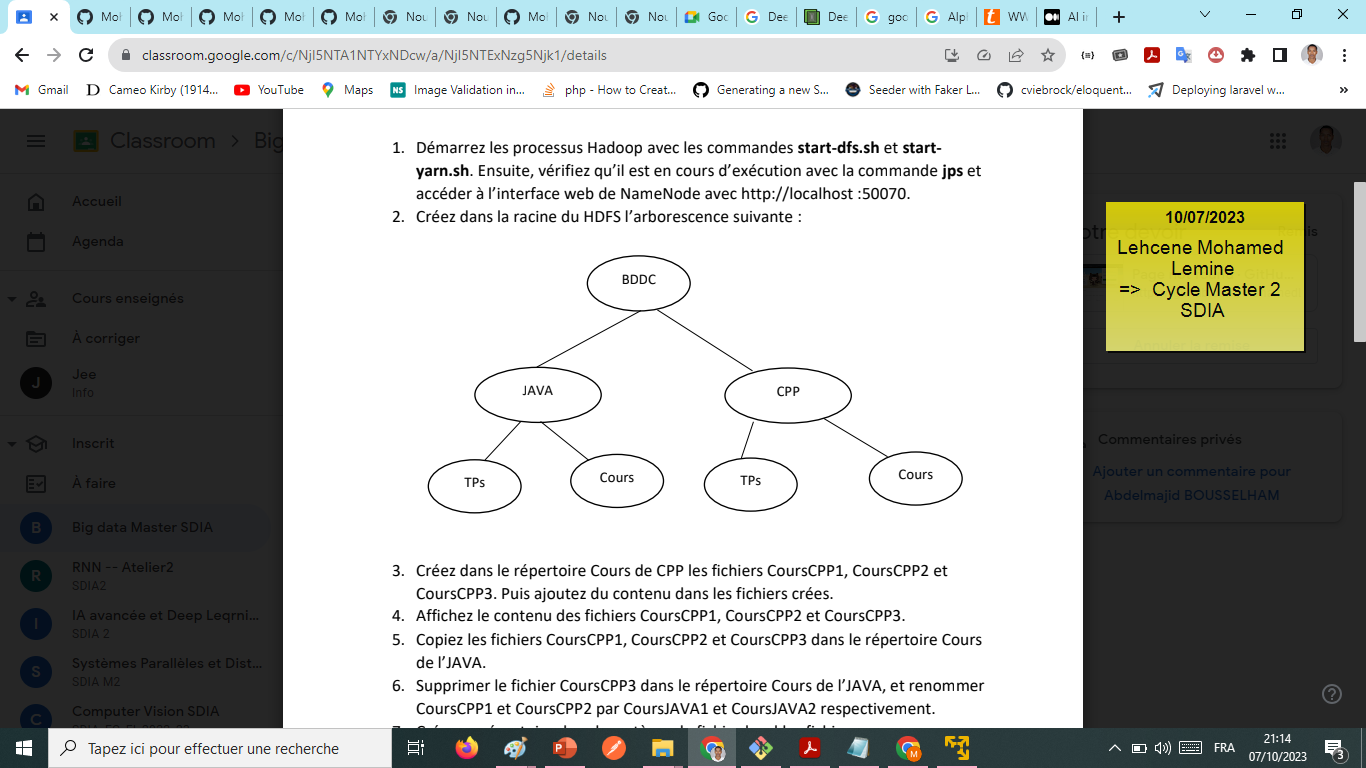 Mol
Mol
Mol
Mol
Mol
Nou
Nou
Mol
Nou
Nou
Goo
Dee
Dee
goo
Alpl
WW
AI ir
classroom.google.com/c/NjI5NTA1NTYxNDcw/a/NjI5NTExNzg5Njk1/details
Gmail
Cameo Kirby (1914...
YouTube
Maps
Image Validation in...
php - How to Creat...
Generating a new S...
Seeder with Faker L...
cviebrock/eloquent...
Deploying laravel w...
»
Classroom > Big
Accueil
Agenda
Cours enseignés
À corriger
J
Jee
info
Inscrit
À faire
B
Big data Master SDIA
R
RNN -- Atelier2
SDIA2
I
IA avancée et Deep Leqrni...
SDIA 2
S
Systèmes Parallèles et Dist...
SDIA M2
C
Computer Vision SDIA
1. Démarrez les processus Hadoop avec les commandes start-dfs.sh et start-
yarn.sh. Ensuite, vérifiez qu’il est en cours d’exécution avec la commande jps et
accéder à l’interface web de NameNode avec http://localhost :50070.
2. Créez dans la racine du HDFS l’arborescence suivante :
BDDC
JAVA
CPP
TPs
Cours
TPs
Cours
3. Créez dans le répertoire Cours de CPP les fichiers CoursCPP1, CoursCPP2 et
CoursCPP3. Puis ajoutez du contenu dans les fichiers crées.
4. Affichez le contenu des fichiers CoursCPP1, CoursCPP2 et CoursCPP3.
5. Copiez les fichiers CoursCPP1, CoursCPP2 et CoursCPP3 dans le répertoire Cours
de l’JAVA.
6. Supprimer le fichier CoursCPP3 dans le répertoire Cours de l’JAVA, et renommer
CoursCPP1 et CoursCPP2 par CoursJAVA1 et CoursJAVA2 respectivement.
10/07/2023
Lehcene Mohamed
Lemine
=> Cycle Master 2
SDIA
Commentaires privés
Ajouter un commentaire pour
Abdelmajid BOUSSELHAM
Tapez ici pour effectuer une recherche
FRA
21:14
07/10/2023
3